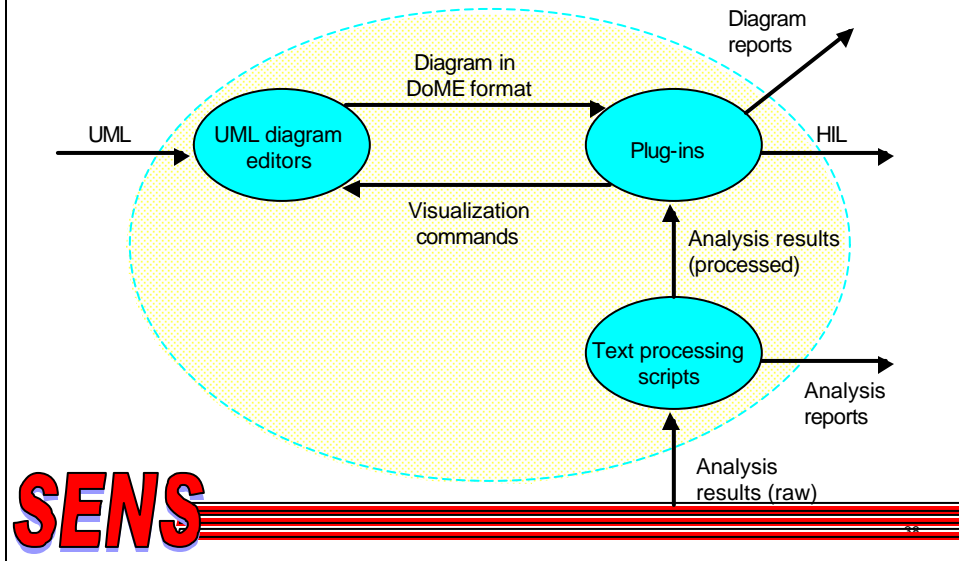 Diagram
reports
Diagram in
DoME format
UML
UML diagram
editors
Plug-ins
HIL
Visualization
commands
Analysis results
(processed)
Text processing
scripts
Analysis
reports
Analysis
results (raw)
SENS